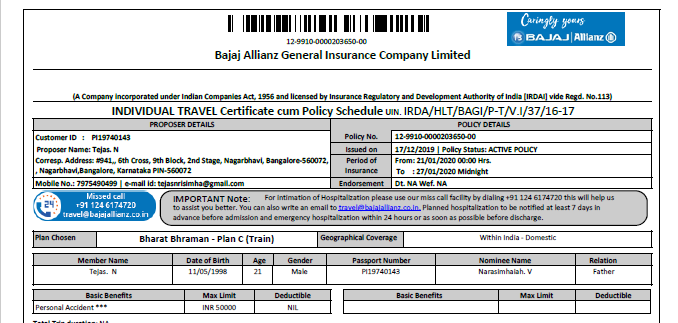 Caringly yours
BAJAJ | Allianz
12-9910-0000203650-00
Bajaj Allianz General Insurance Company Limited
(A Company incorporated under Indian Companies Act, 1956 and licensed by Insurance Regulatory and Development Authority of India [IRDAI] vide Regd. No.113)
INDIVIDUAL TRAVEL Certificate cum Policy Schedule UIN. IRDA/HLT/BAGI/P-T/V.I/37/16-17
PROPOSER DETAILS POLICY DETAILS
Customer ID : PI19740143 Policy No. 12-9910-0000203650-00
Proposer Name: Tejas. N Issued on 17/12/2019 | Policy Status: ACTIVE POLICY
Corresp. Address: #941,, 6th Cross, 9th Block, 2nd Stage, Nagarbhavi, Bangalore-560072, Period of From: 21/01/2020 00:00 Hrs.
, Nagarbhavi,Bangalore, Karnataka PIN-560072 Insurance To : 27/01/2020 Midnight
Mobile No.: 7975490499 | e-mail id: tejasnrisimha@gmail.com Endorsement Dt. NA Wef. NA
24 Missed call
+91 124 6174720
travel@bajajallianz.co.in
IMPORTANT Note: For intimation of Hospitalization please use our miss call facility by dialing +91 124 6174720 this will help us
to assist you better. You can also write an email to travel@bajajallianz.co.in. Planned hospitalization to be notified at least 7 days in
advance before admission and emergency hospitalization within 24 hours or as soon as possible before discharge.
Plan Chosen Bharat Bhraman - Plan C (Train) Geographical Coverage Within India - Domestic
Member Name Date of Birth Age Gender Passport Number Nominee Name Relation
Tejas. N 11/05/1998 21 Male PI19740143 Narasimhaiah. V Father
Basic Benefits Max Limit Deductible Basic Benefits Max Limit Deductible
Personal Accident *** INR 50000 NIL
Total Trip duration: NA